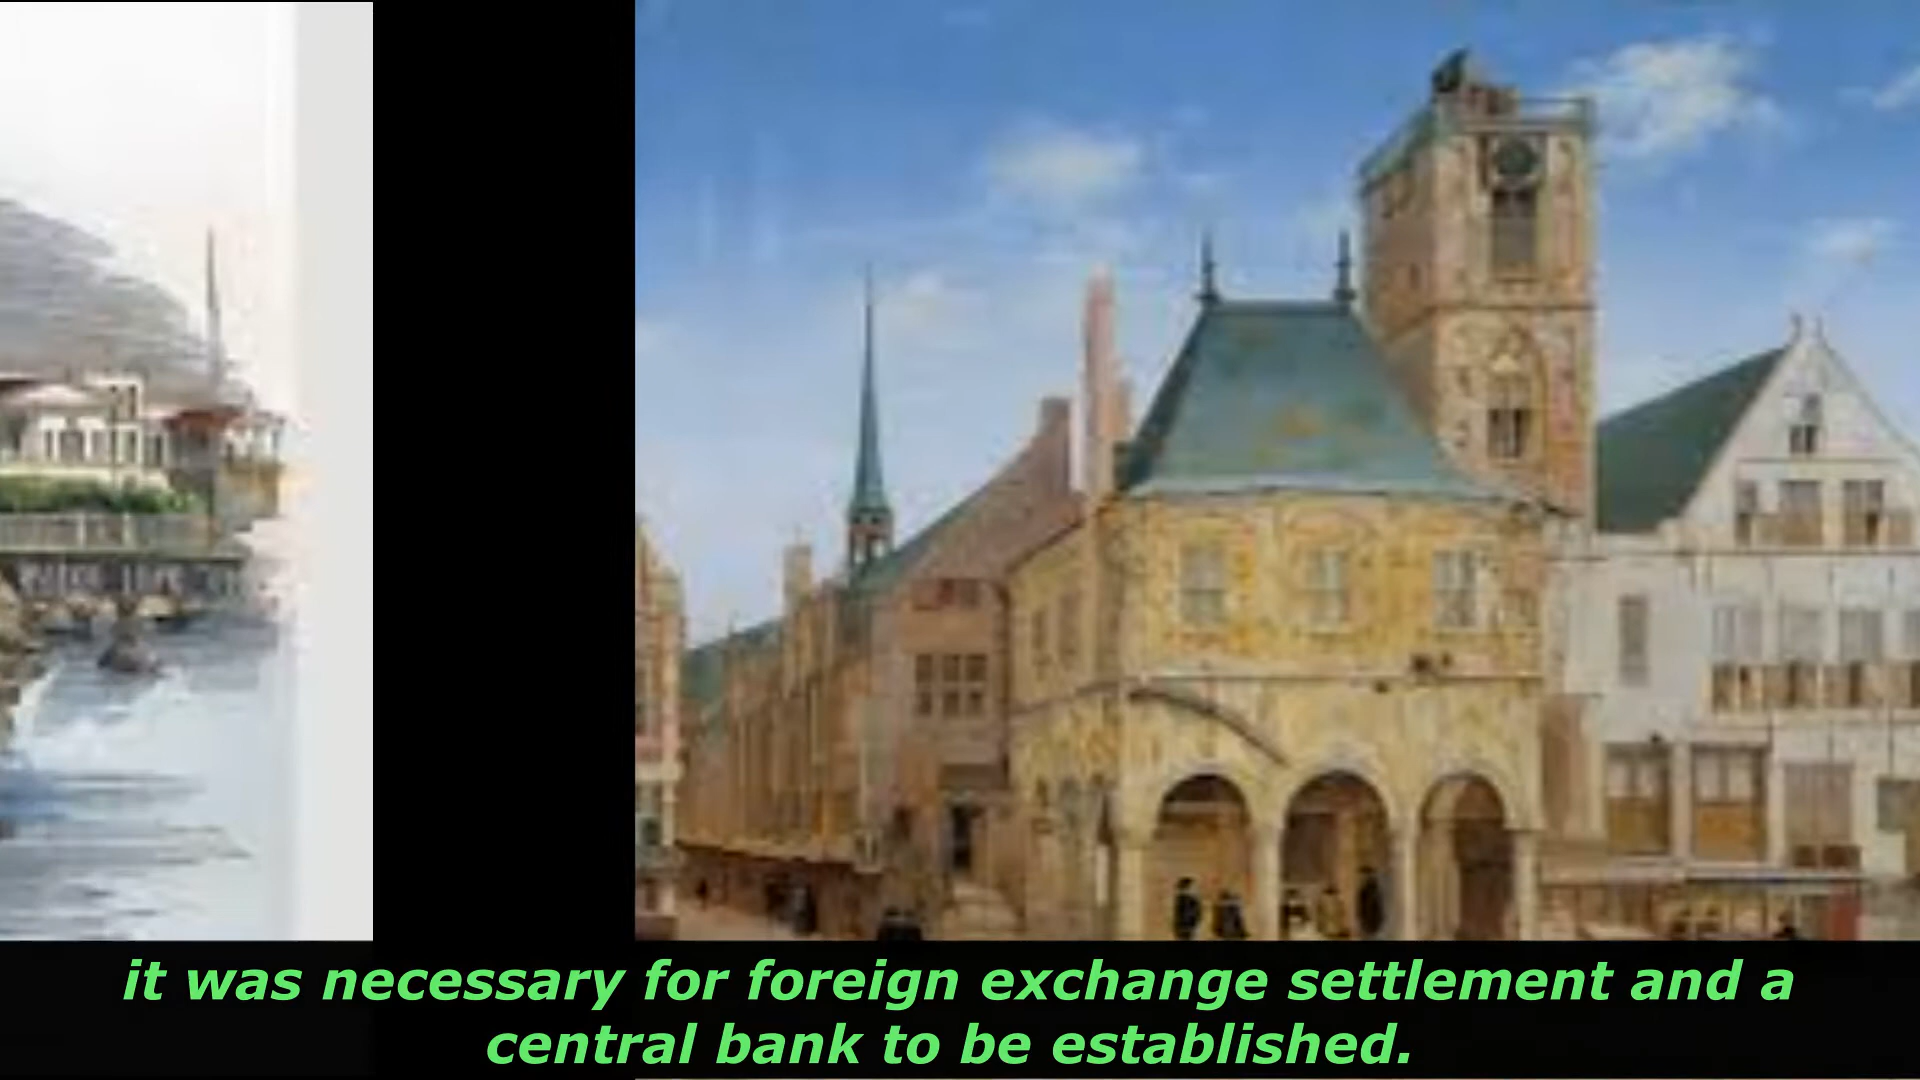 it was necessary for foreign exchange settlement and a
central bank to be established.